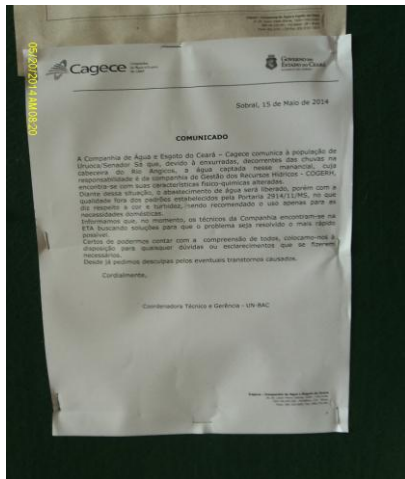 05/20/2014 AM 08:20
Cagece
GOVERNO DO
ESTADO DO CEARÁ
Sobral, 15 de Maio de 2014
COMUNICADO
A Companhia de Água e Esgoto do Ceará – Cagece comunica à população de
Uruoca/Senador Sá que, devido à enxurradas, decorrentes das chuvas na
cabeceira do Rio Angicos, a água captada nesse manancial, cuja
responsabilidade é da companhia de Gestão dos Recursos Hídricos - COGERH,
encontra-se com suas características físico-químicas alteradas.
Diante dessa situação, o abastecimento de água será liberado, porém com a
qualidade fora dos padrões estabelecidos pela Portaria 2914/11/MS, no que
diz respeito a cor e turbidez, sendo recomendado o uso apenas para as
necessidades domésticas.
Informamos que, no momento, os técnicos da Companhia encontram-se na
ETA buscando soluções para que o problema seja resolvido o mais rápido
possível.
Certos de podermos contar com a compreensão de todos, colocamo-nos à
disposição para quaisquer dúvidas ou esclarecimentos que se fizerem
necessários.
Desde já pedimos desculpas pelos eventuais transtornos causados.
Cordialmente,
Coordenadoria Técnica e Gerência – UN-BAC